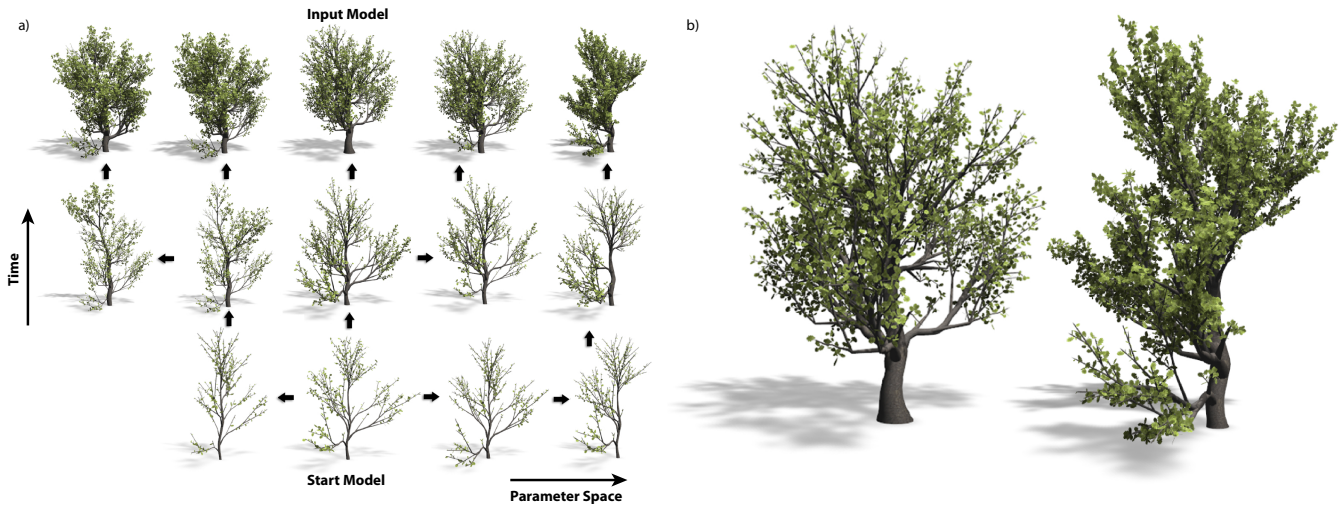 a)
Input Model
b)
Time
Start Model
Parameter Space